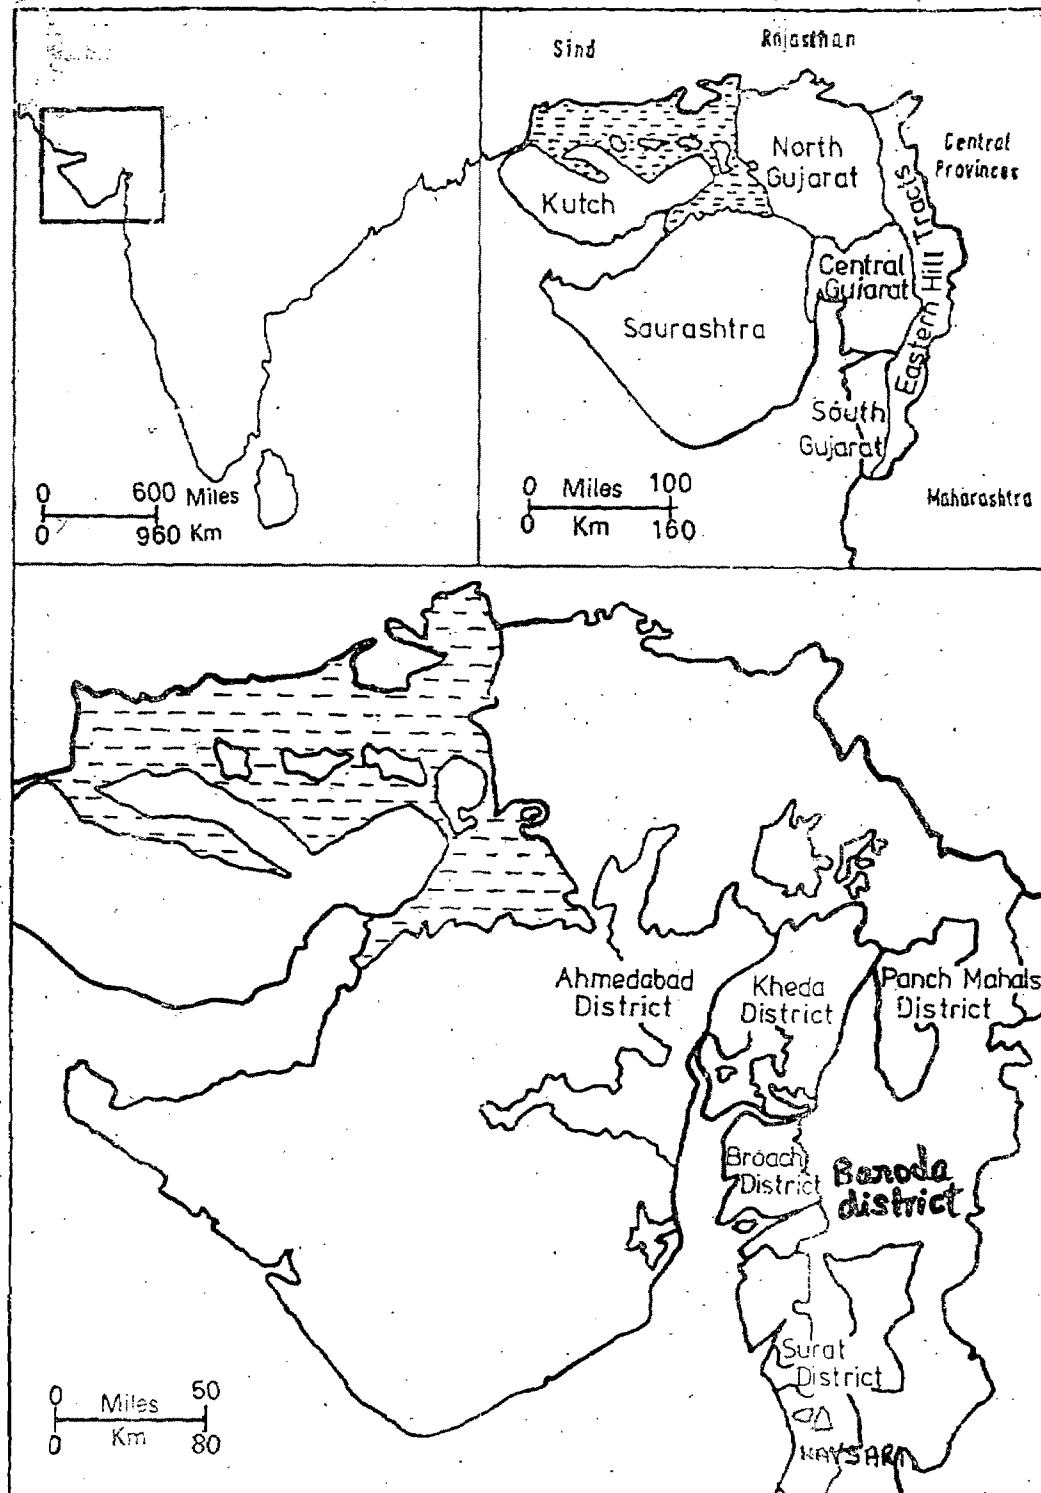 Sind
Rajasthan
North
Gujarat
Central
Provinces
Kutch
Eastern Hill Tracts
Central
Gujarat
Saurashtra
South
Gujarat
Maharashtra
0 600 Miles
0 960 Km
0 Miles 100
0 Km 160
Ahmedabad
District
Kheda
District
Panch Mahals
District
Broach
District
Baroda
district
Surat
District
NAVSARI
0 Miles 50
0 Km 80